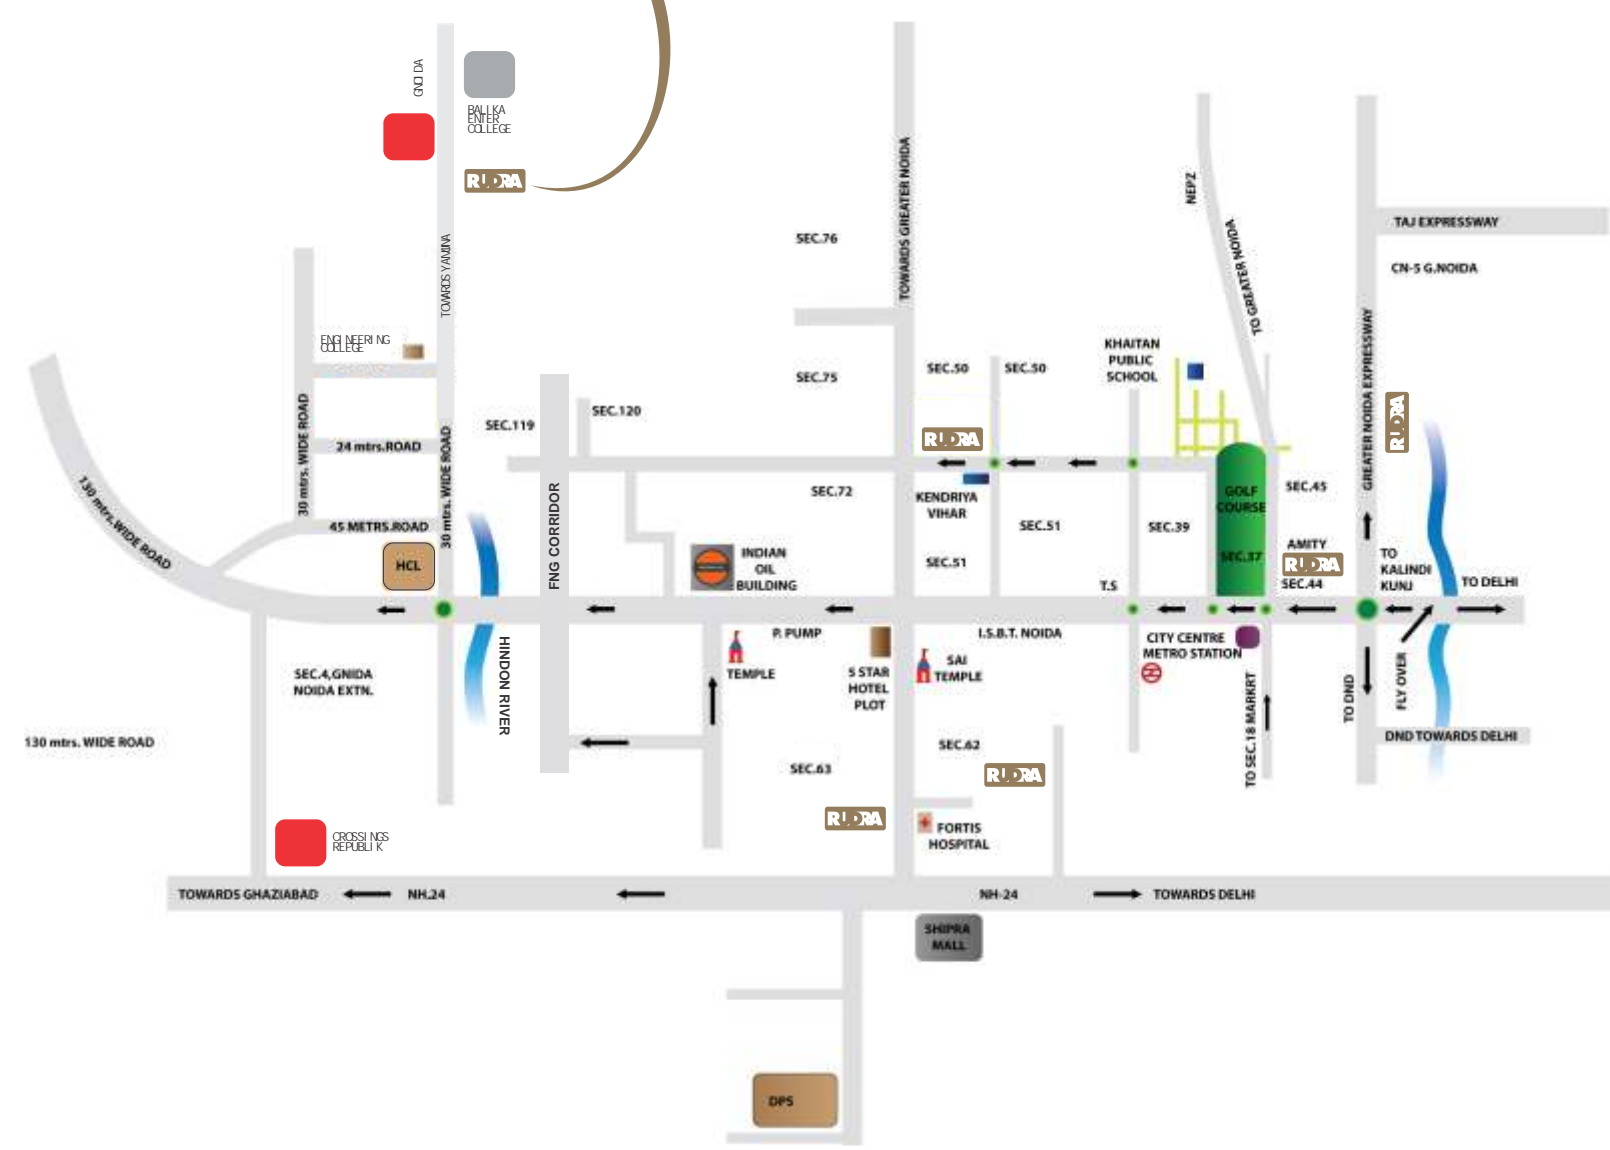 GNOIDA
BALIKA
ENTER
COLLEGE
RUDRA
TOWARDS YAMUNA
TOWARDS GREATER NOIDA
SEC.76
NEPZ
TO GREATER NOIDA
TAJ EXPRESSWAY
CN-5 G.NOIDA
GREATER NOIDA EXPRESSWAY
ENGINEERING
COLLEGE
KHAITAN
PUBLIC
SCHOOL
SEC.75
SEC.50
SEC.50
SEC.119
SEC.120
RUDRA
RUDRA
30 mtrs. WIDE ROAD
24 mtrs.ROAD
30 mtrs. WIDE ROAD
130 mtrs.WIDE ROAD
45 METRS.ROAD
HCL
FNG CORRIDOR
SEC.72
KENDRIYA
VIHAR
SEC.51
SEC.39
GOLF
COURSE
SEC.45
INDIAN
OIL
BUILDING
SEC.51
SEC.37
AMITY
RUDRA
SEC.44
TO
KALINDI
KUNJ
TO DELHI
T.S
HINDON RIVER
P. PUMP
TEMPLE
5 STAR
HOTEL
PLOT
SAI
TEMPLE
I.S.B.T. NOIDA
CITY CENTRE
METRO STATION
TO SEC.18 MARKRT
TO DND
FLY OVER
DND TOWARDS DELHI
SEC.4,GNIDA
NOIDA EXTN.
130 mtrs. WIDE ROAD
SEC.62
SEC.63
RUDRA
RUDRA
FORTIS
HOSPITAL
CROSSINGS
REPUBLIK
TOWARDS GHAZIABAD
NH.24
NH-24
TOWARDS DELHI
SHIPRA
MALL
DPS